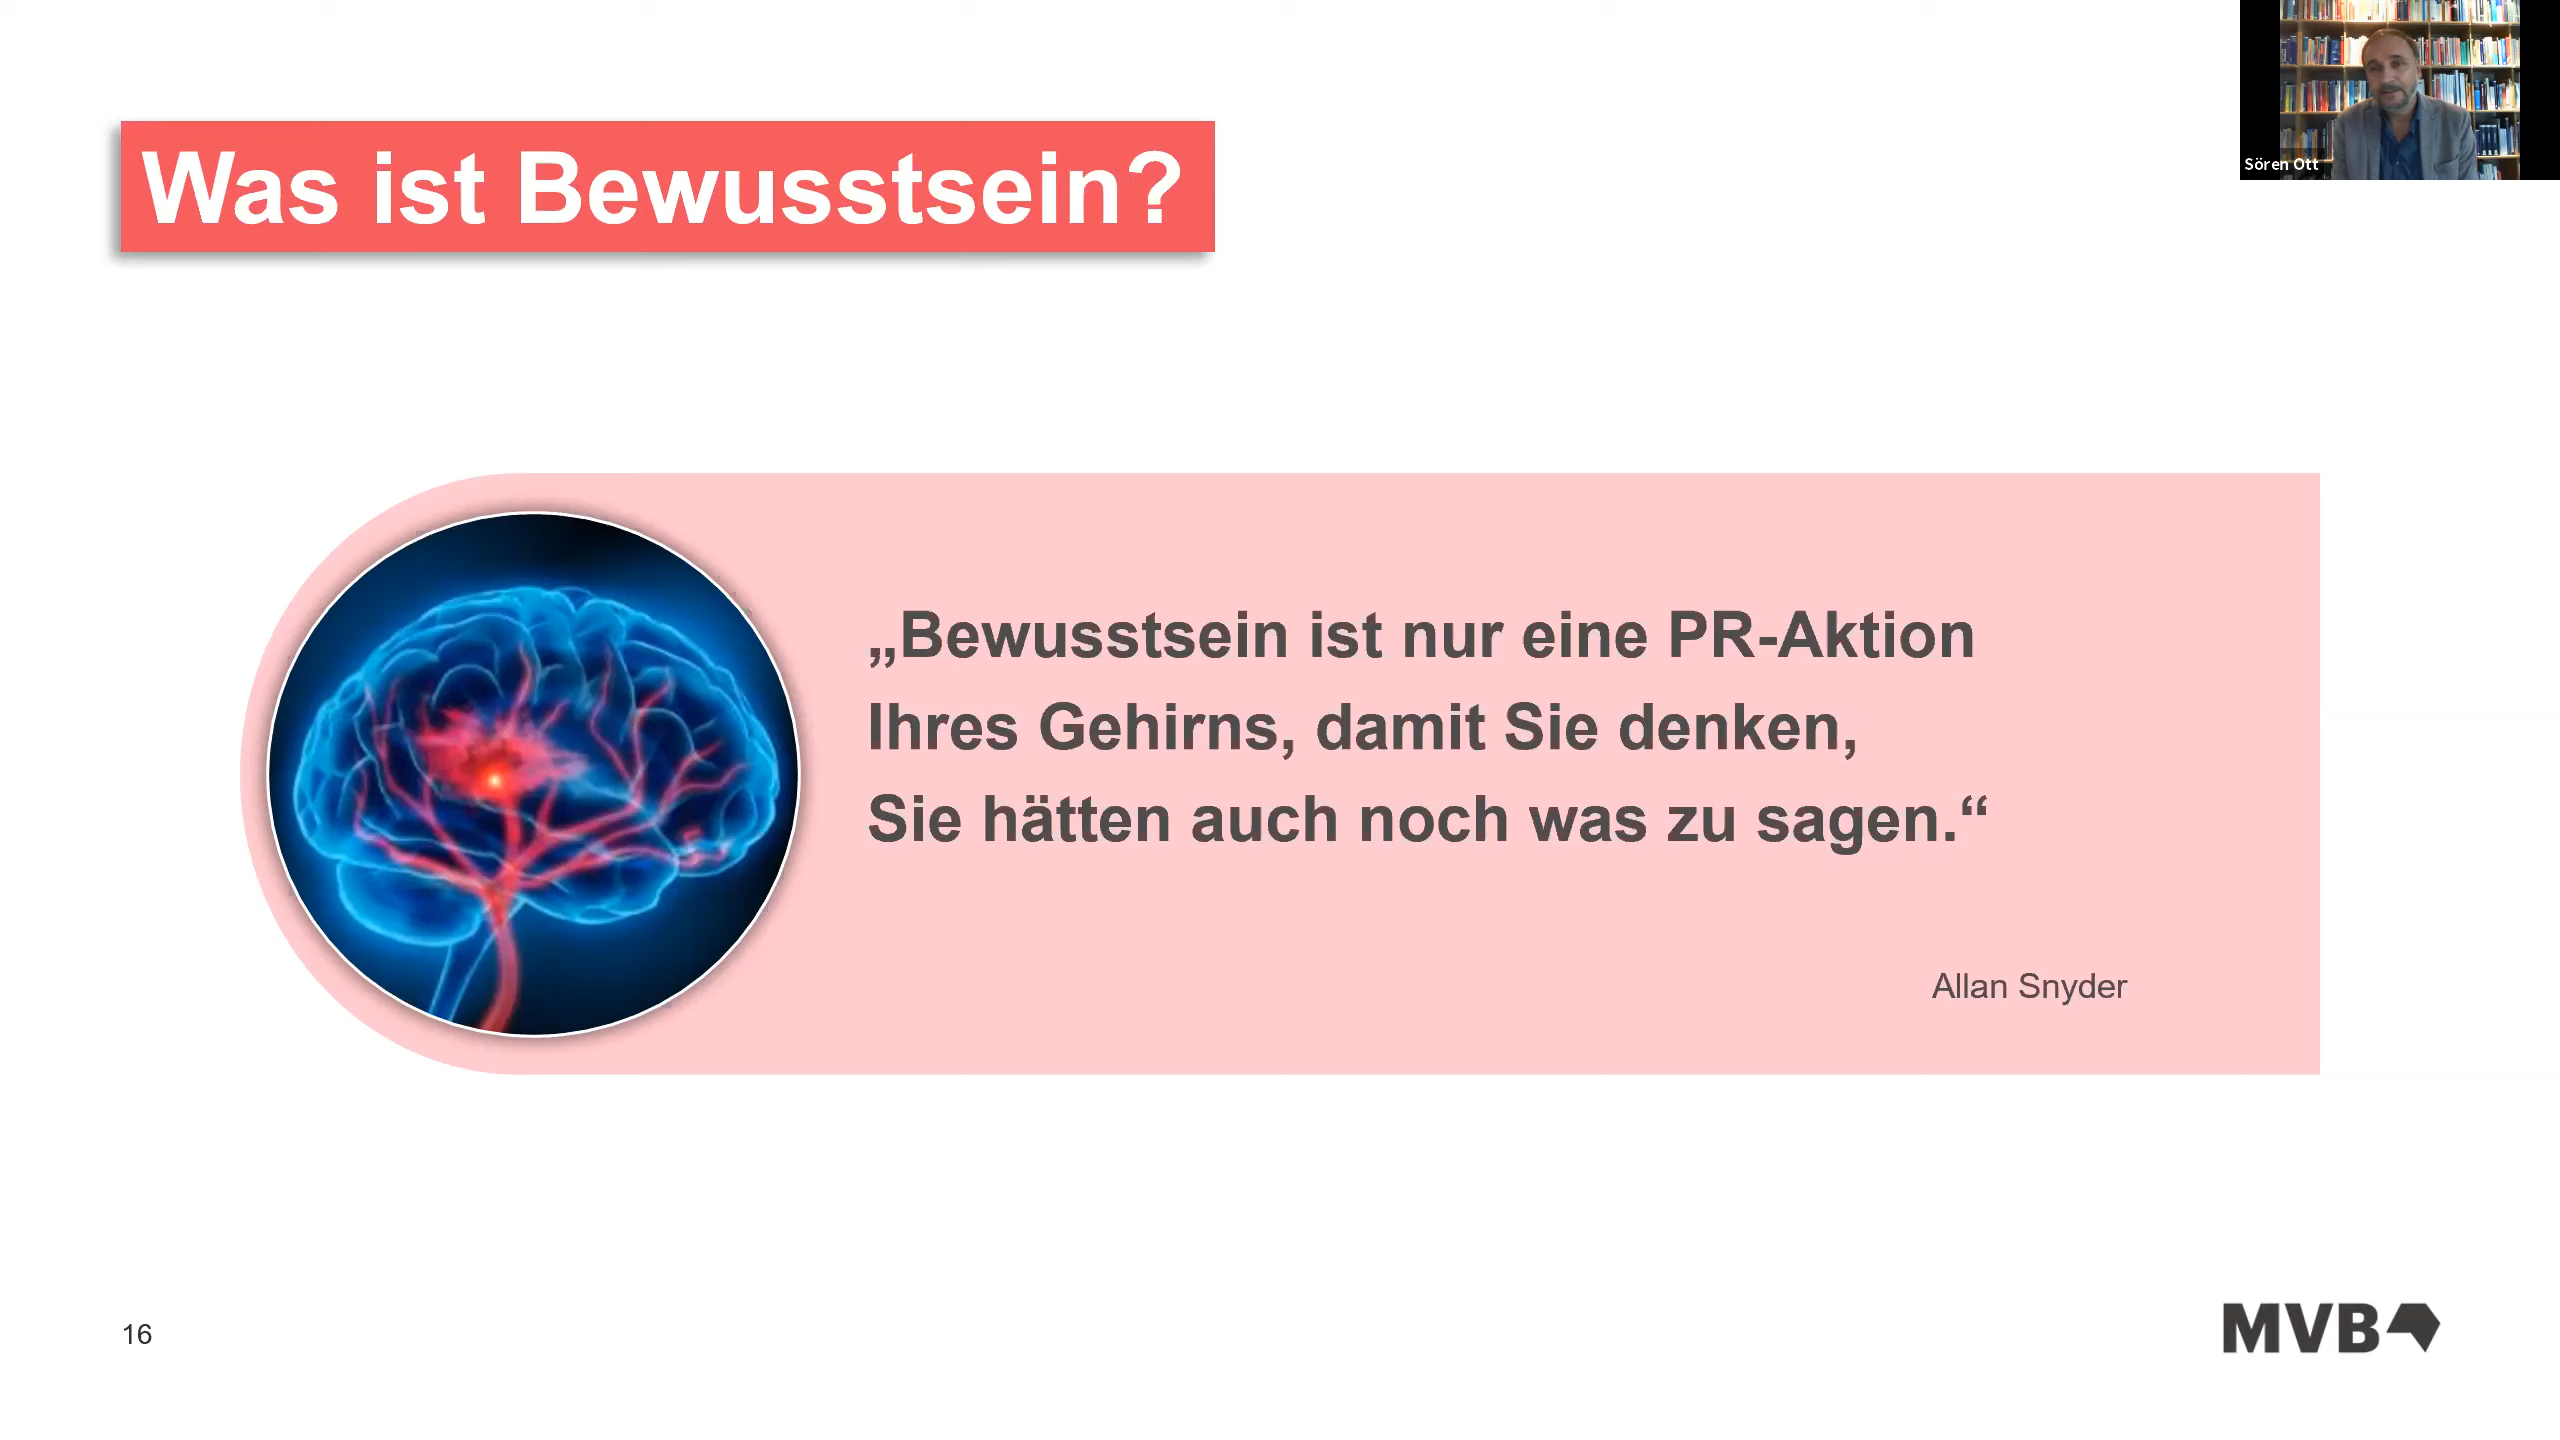 Sören Ott
Was ist Bewusstsein?
„Bewusstsein ist nur eine PR-Aktion
Ihres Gehirns, damit Sie denken,
Sie hätten auch noch was zu sagen.“
Allan Snyder
16
MVB